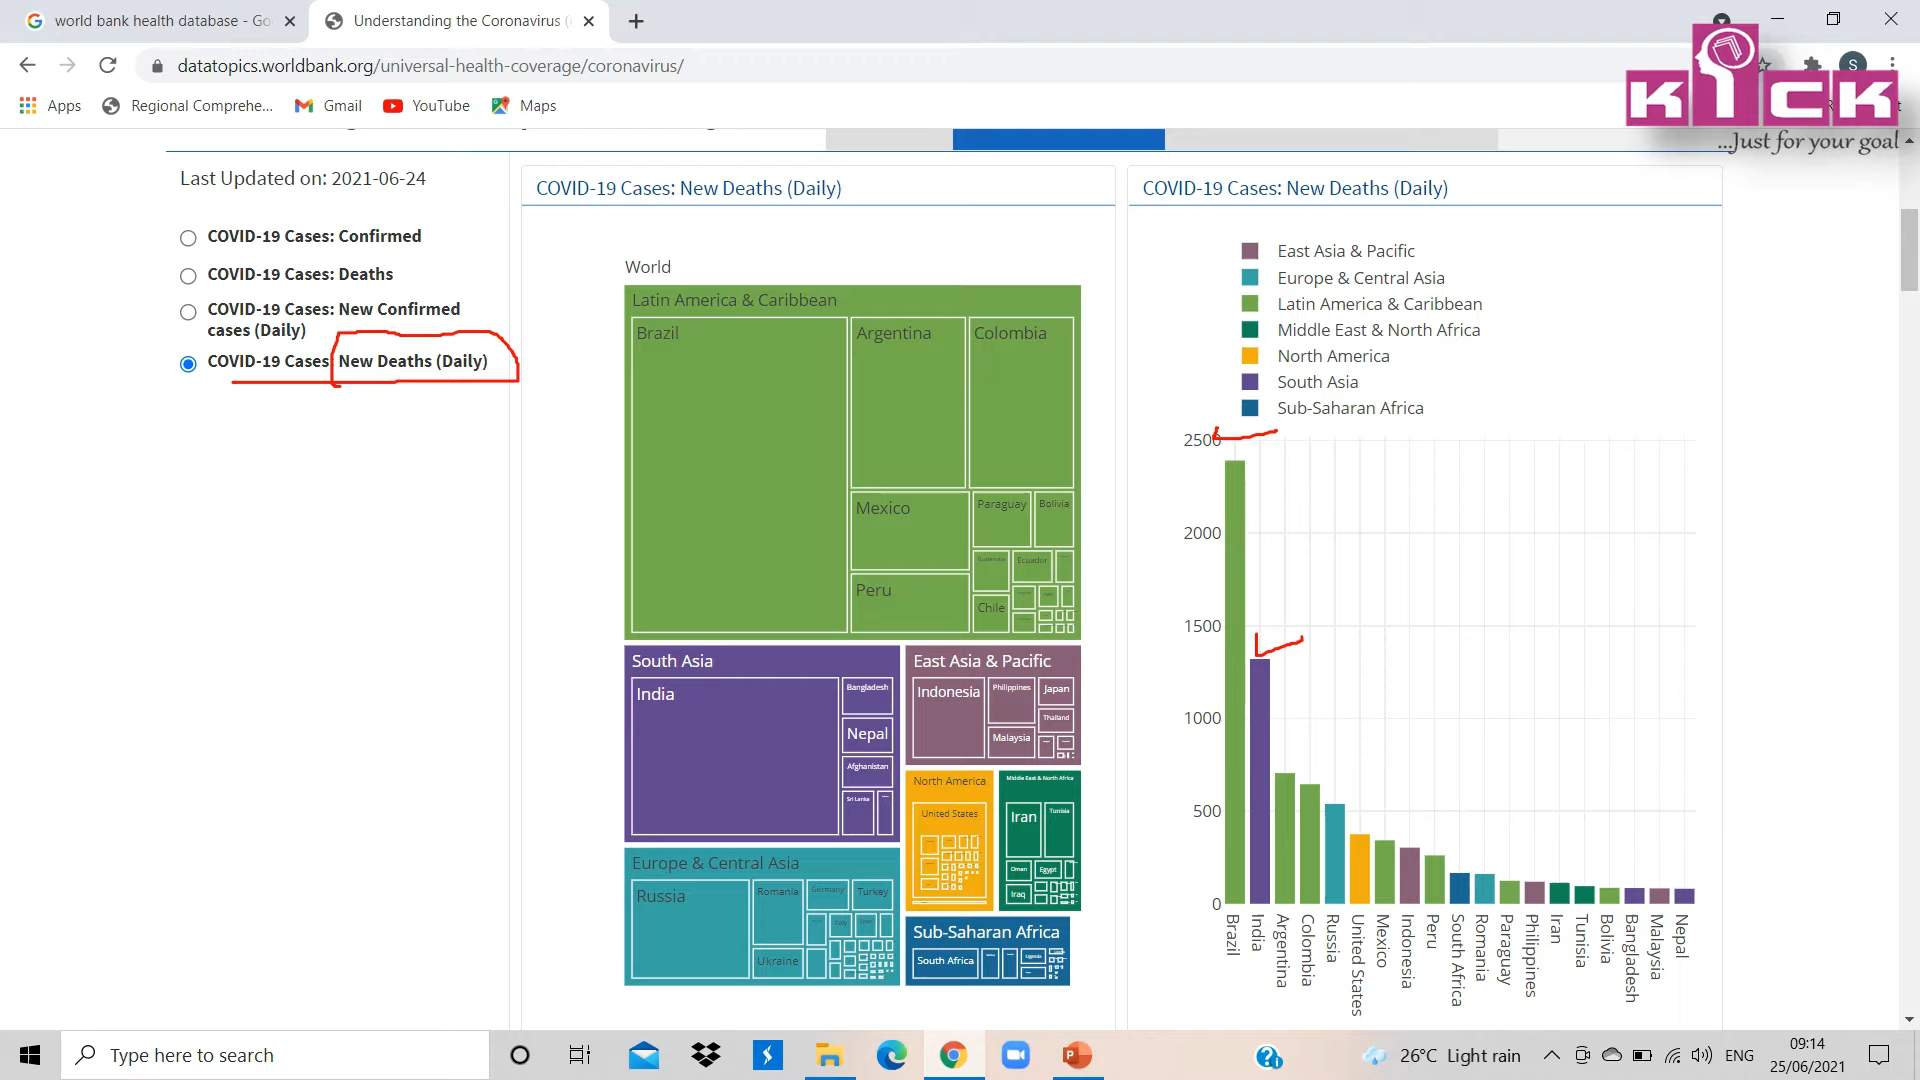 world bank health database - Go
Understanding the Coronavirus (
datatopics.worldbank.org/universal-health-coverage/coronavirus/
S
Apps
Regional Comprehe...
Gmail
YouTube
Maps
KICK
...Just for your goal
Last Updated on: 2021-06-24
COVID-19 Cases: Confirmed
COVID-19 Cases: Deaths
COVID-19 Cases: New Confirmed
cases (Daily)
COVID-19 Cases: New Deaths (Daily)
COVID-19 Cases: New Deaths (Daily)
World
Latin America & Caribbean
Brazil
Argentina
Colombia
Mexico
Paraguay
Bolivia
Guatemala
Ecuador
Peru
Chile
South Asia
India
Bangladesh
Nepal
Afghanistan
Sri Lanka
East Asia & Pacific
Indonesia
Philippines
Japan
Thailand
Malaysia
North America
United States
Middle East & North Africa
Iran
Tunisia
Oman
Egypt
Iraq
Europe & Central Asia
Russia
Romania
Germany
Turkey
Italy
Ukraine
Sub-Saharan Africa
South Africa
Uganda
COVID-19 Cases: New Deaths (Daily)
East Asia & Pacific
Europe & Central Asia
Latin America & Caribbean
Middle East & North Africa
North America
South Asia
Sub-Saharan Africa
2500
2000
1500
1000
500
0
Brazil
India
Argentina
Colombia
Russia
United States
Mexico
Indonesia
Peru
South Africa
Romania
Paraguay
Philippines
Iran
Tunisia
Bolivia
Bangladesh
Malaysia
Nepal
Type here to search
26°C Light rain
ENG
09:14
25/06/2021